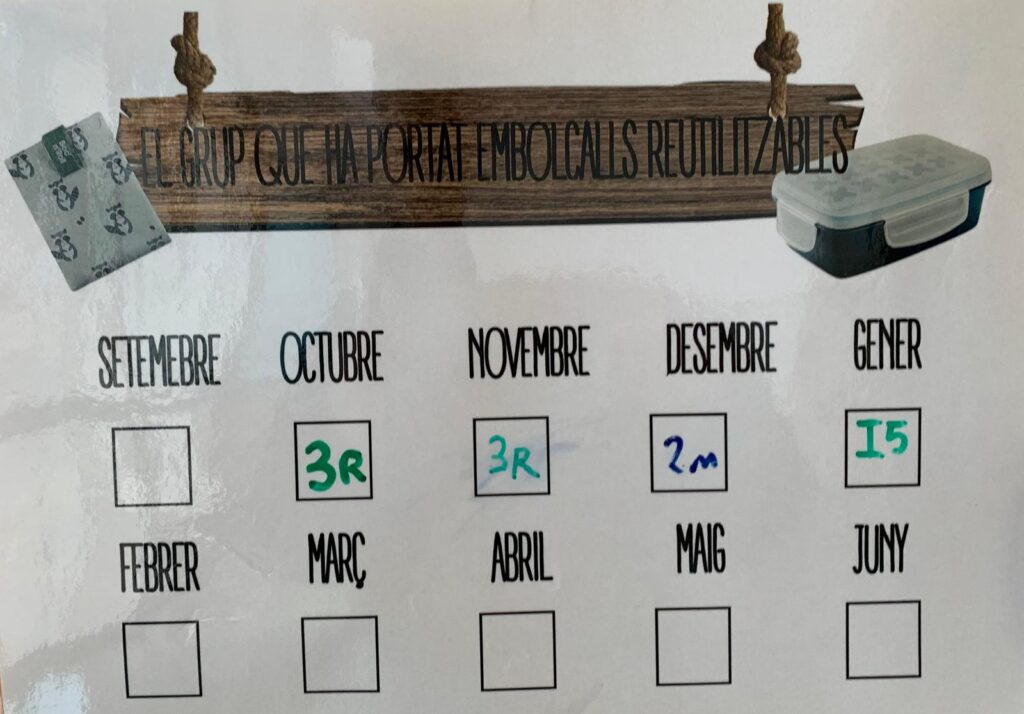 EL GRUP QUE HA PORTAT EMBOLCALLS REUTILITZABLES
SETEMEBRE OCTUBRE NOVEMBRE DESEMBRE GENER
3R 3R 2m I5
FEBRER MARÇ ABRIL MAIG JUNY